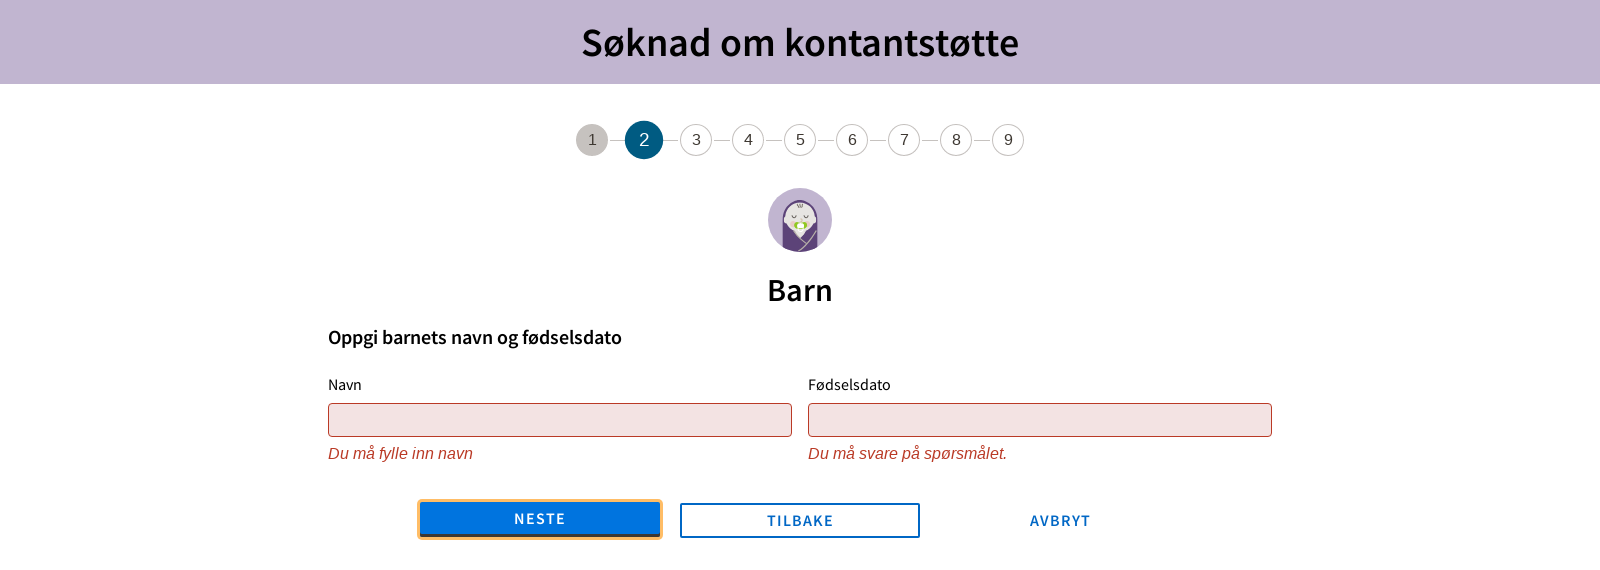 Søknad om kontantstøtte
1 2 3 4 5 6 7 8 9
Barn
Oppgi barnets navn og fødselsdato
Navn Fødselsdato
Du må fylle inn navn Du må svare på spørsmålet.
NESTE TILBAKE AVBRYT